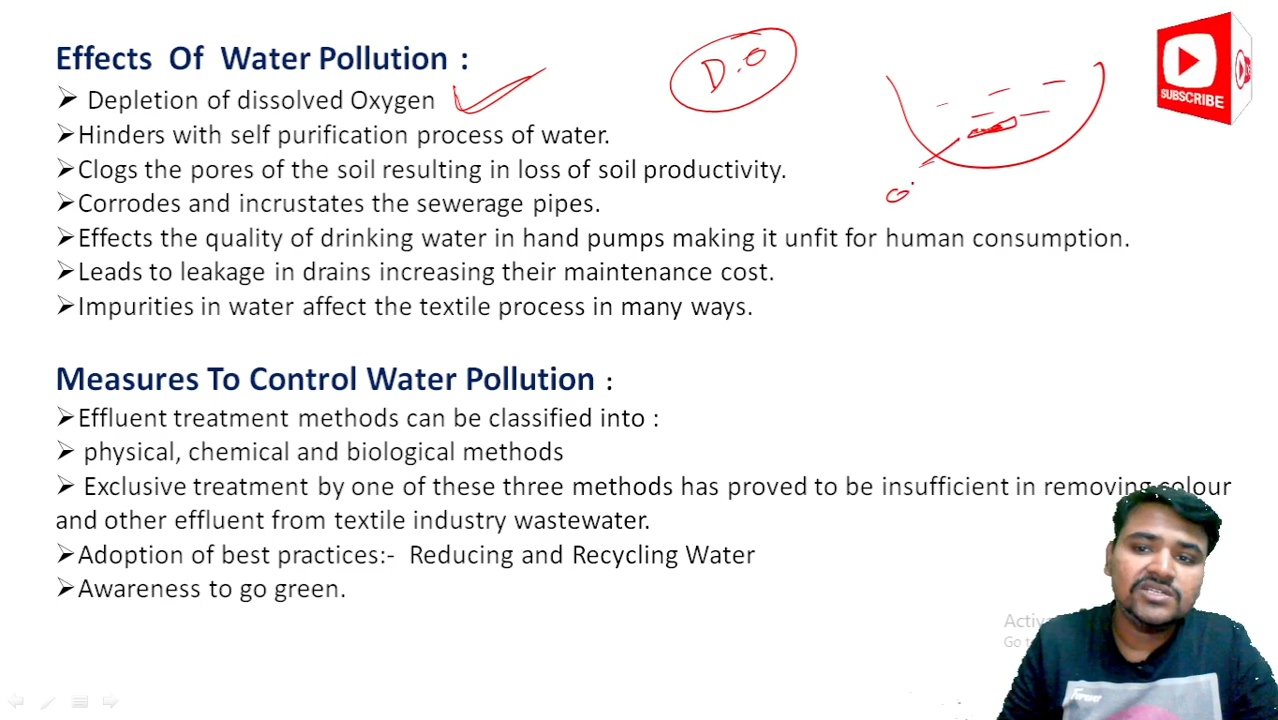 Effects Of Water Pollution :
D.O
SUBSCRIBE
➢ Depletion of dissolved Oxygen
➢Hinders with self purification process of water.
➢Clogs the pores of the soil resulting in loss of soil productivity.
➢Corrodes and incrustates the sewerage pipes.
➢Effects the quality of drinking water in hand pumps making it unfit for human consumption.
➢Leads to leakage in drains increasing their maintenance cost.
➢Impurities in water affect the textile process in many ways.
Measures To Control Water Pollution :
➢Effluent treatment methods can be classified into :
➢ physical, chemical and biological methods
➢ Exclusive treatment by one of these three methods has proved to be insufficient in removing colour
and other effluent from textile industry wastewater.
➢Adoption of best practices:- Reducing and Recycling Water
➢Awareness to go green.